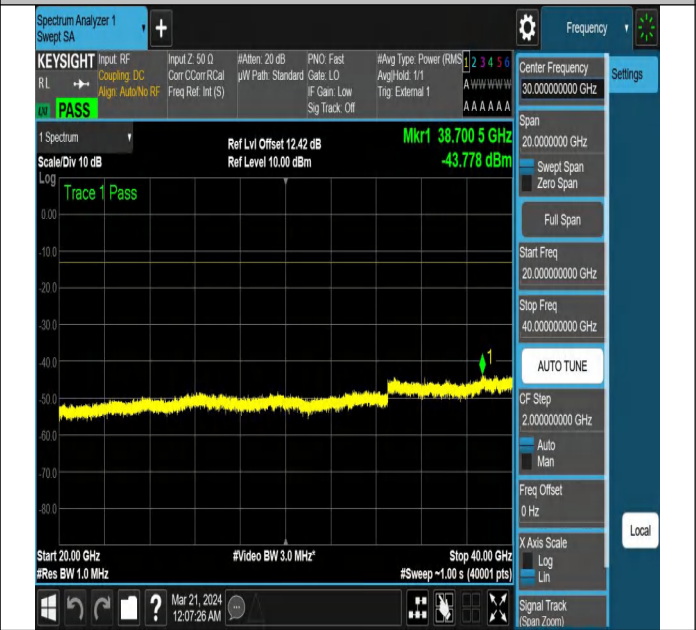 Spectrum Analyzer 1
Swept SA
+
Frequency
KEYSIGHT
RL
PASS
Input: RF
Coupling: DC
Align: Auto/No RF
Input Z: 50 Ω
Corr CCorr RCal
Freq Ref: Int (S)
#Atten: 20 dB
µW Path: Standard
PNO: Fast
Gate: LO
IF Gain: Low
Sig Track: Off
#Avg Type: Power (RMS
Avg|Hold: 1/1
Trig: External 1
1 2 3 4 5 6
A W W W W W
A A A A A A
1 Spectrum
Scale/Div 10 dB
Ref Lvl Offset 12.42 dB
Ref Level 10.00 dBm
Mkr1 38.700 5 GHz
-43.778 dBm
Log
Trace 1 Pass
0.00
-10.0
-20.0
-30.0
-40.0
-50.0
-60.0
-70.0
-80.0
1
Start 20.00 GHz
#Res BW 1.0 MHz
#Video BW 3.0 MHz*
Stop 40.00 GHz
#Sweep ~1.00 s (40001 pts)
Mar 21, 2024
12:07:26 AM
?
Center Frequency
30.000000000 GHz
Settings
Span
20.0000000 GHz
Swept Span
Zero Span
Full Span
Start Freq
20.000000000 GHz
Stop Freq
40.000000000 GHz
AUTO TUNE
CF Step
2.000000000 GHz
Auto
Man
Freq Offset
0 Hz
X Axis Scale
Log
Lin
Local
Signal Track
(Span Zoom)